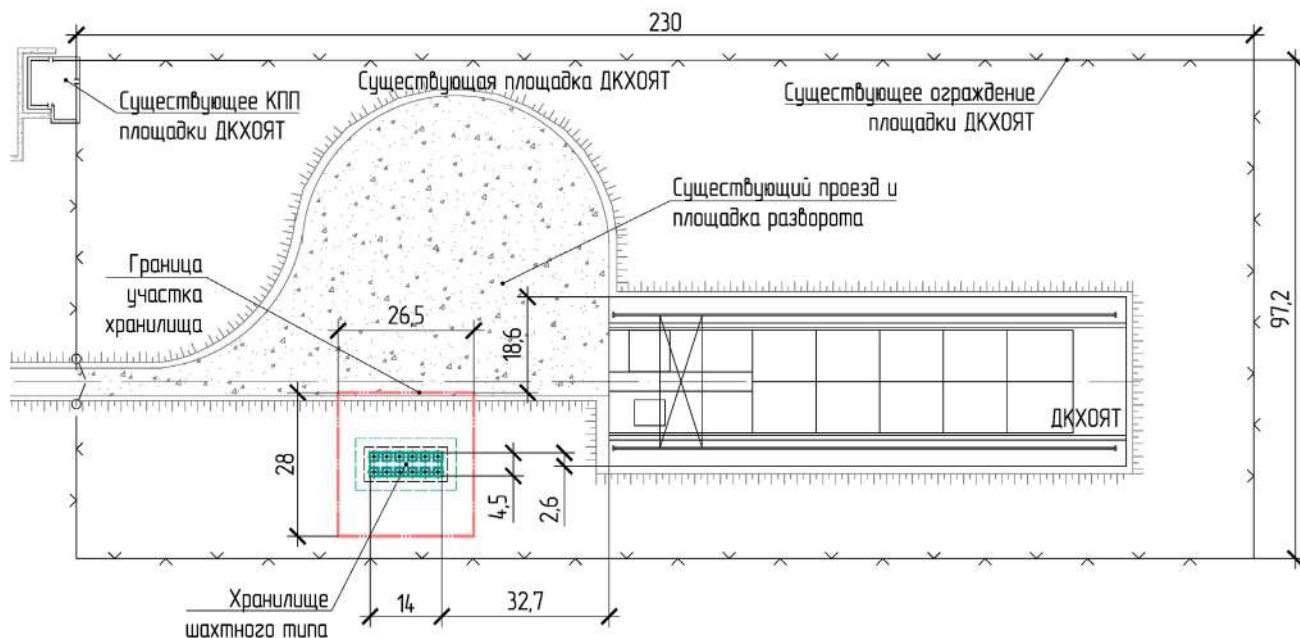 230
Существующая площадка ДКХОЯТ
Существующее КПП
площадки ДКХОЯТ
Существующее ограждение
площадки ДКХОЯТ
Существующий проезд и
площадка разворота
Граница
участка
хранилища
26,5
18,6
97,2
ДКХОЯТ
28
4,5
2,6
Хранилище
шахтного типа
14
32,7